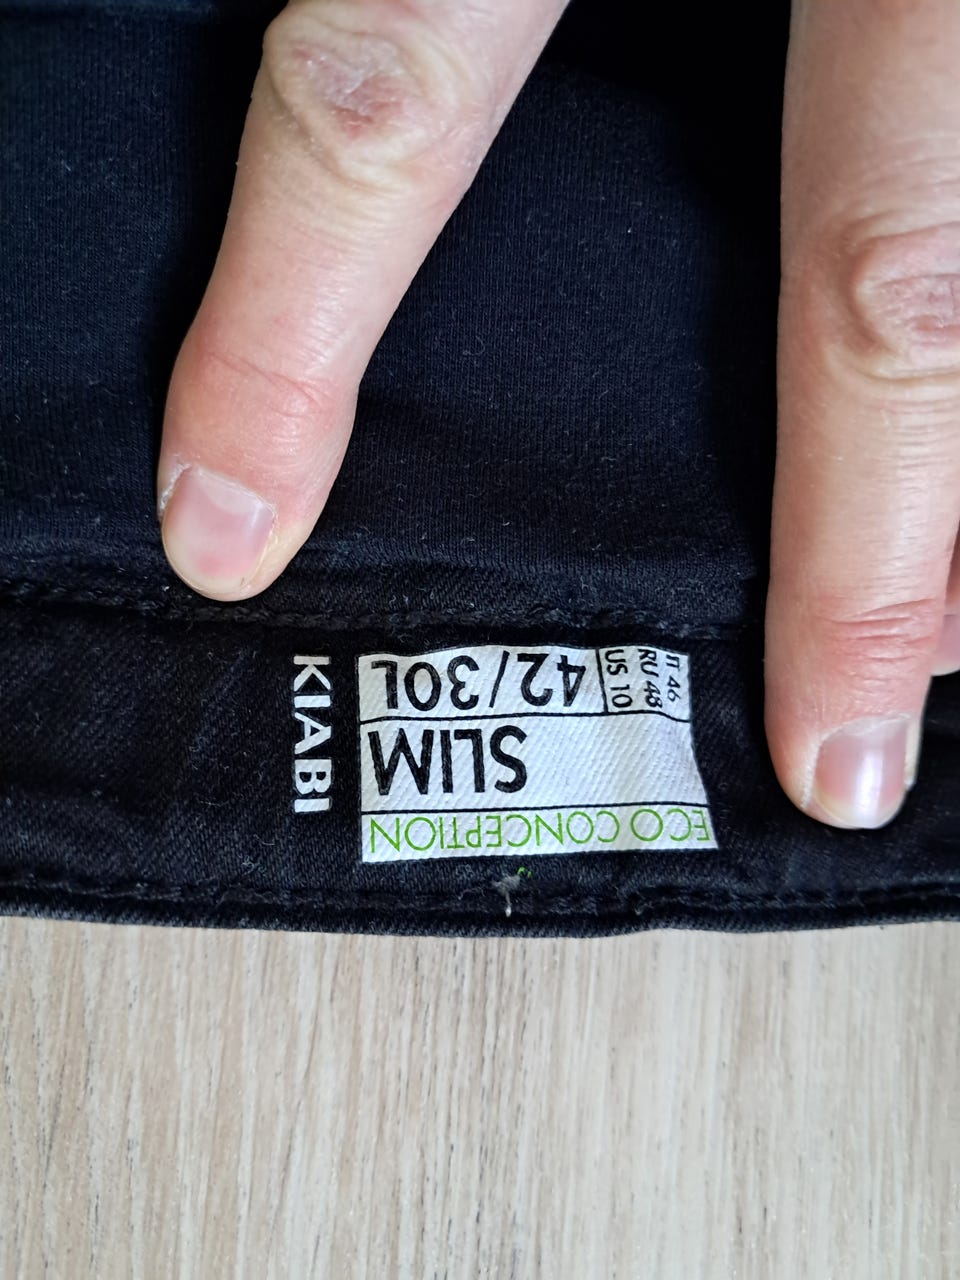 ECO CONCEPTION
SLIM
42/30L
IT 46
RU 48
US 10
KIABI